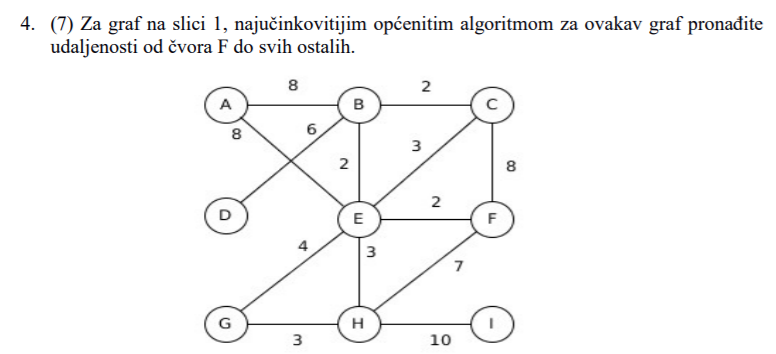 4. (7) Za graf na slici 1, najučinkovitijim općenitim algoritmom za ovakav graf pronađite
udaljenosti od čvora F do svih ostalih.
8 2
A B C
8 6 3
2 8
D E 2 F
4 3 7
G H I
3 10